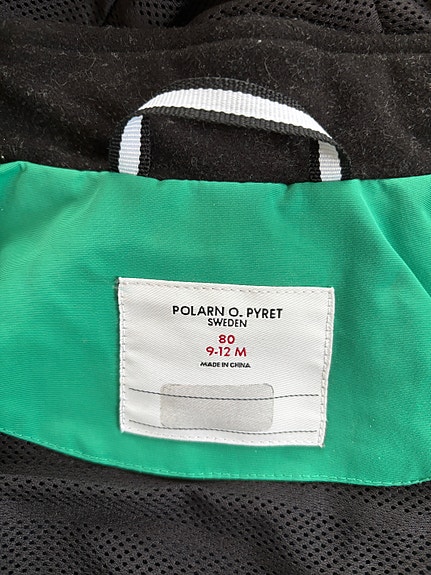 POLARN O. PYRET
SWEDEN
80
9-12 M
MADE IN CHINA